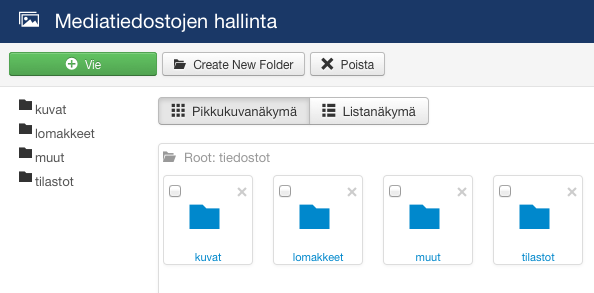 Mediatiedostojen hallinta
Vie Create New Folder Poista
kuvat
lomakkeet
muut
tilastot
Pikkukuvanäkymä Listanäkymä
Root: tiedostot
kuvat lomakkeet muut tilastot